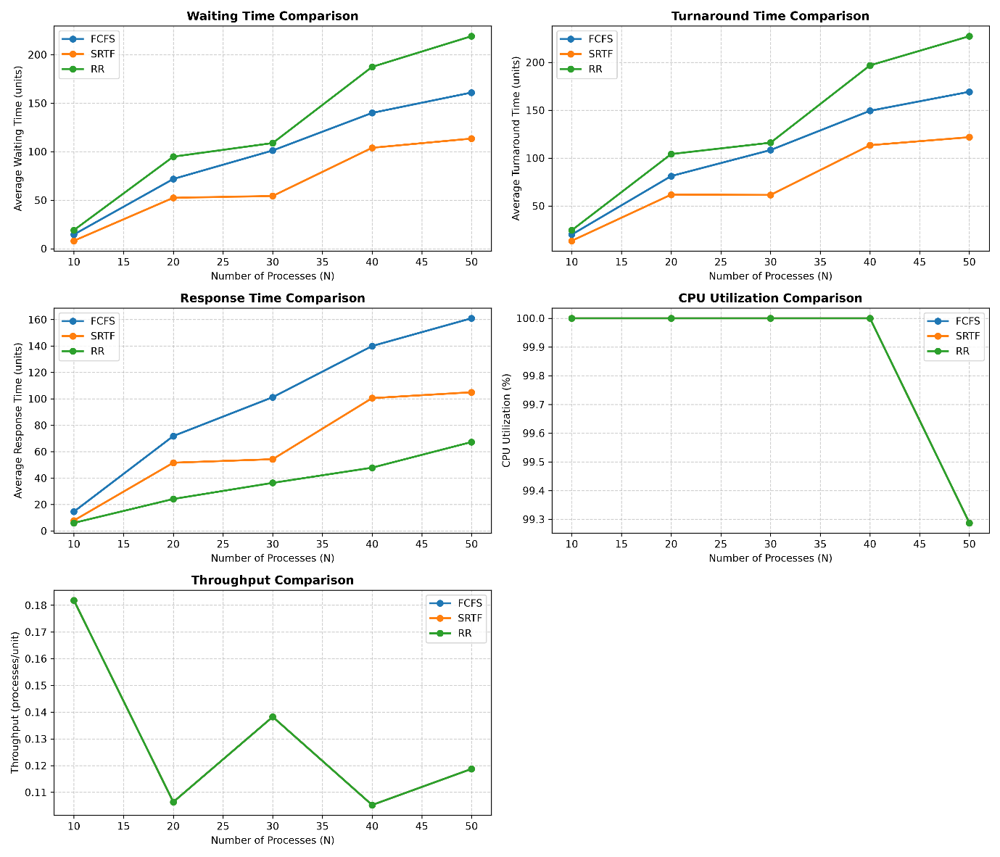 Waiting Time Comparison
FCFS
SRTF
RR
Average Waiting Time (units)
200
150
100
50
0
10 15 20 25 30 35 40 45 50
Number of Processes (N)
Turnaround Time Comparison
FCFS
SRTF
RR
Average Turnaround Time (units)
200
150
100
50
10 15 20 25 30 35 40 45 50
Number of Processes (N)
Response Time Comparison
FCFS
SRTF
RR
Average Response Time (units)
160
140
120
100
80
60
40
20
0
10 15 20 25 30 35 40 45 50
Number of Processes (N)
CPU Utilization Comparison
FCFS
SRTF
RR
CPU Utilization (%)
100.0
99.9
99.8
99.7
99.6
99.5
99.4
99.3
10 15 20 25 30 35 40 45 50
Number of Processes (N)
Throughput Comparison
FCFS
SRTF
RR
Throughput (processes/unit)
0.18
0.17
0.16
0.15
0.14
0.13
0.12
0.11
10 15 20 25 30 35 40 45 50
Number of Processes (N)